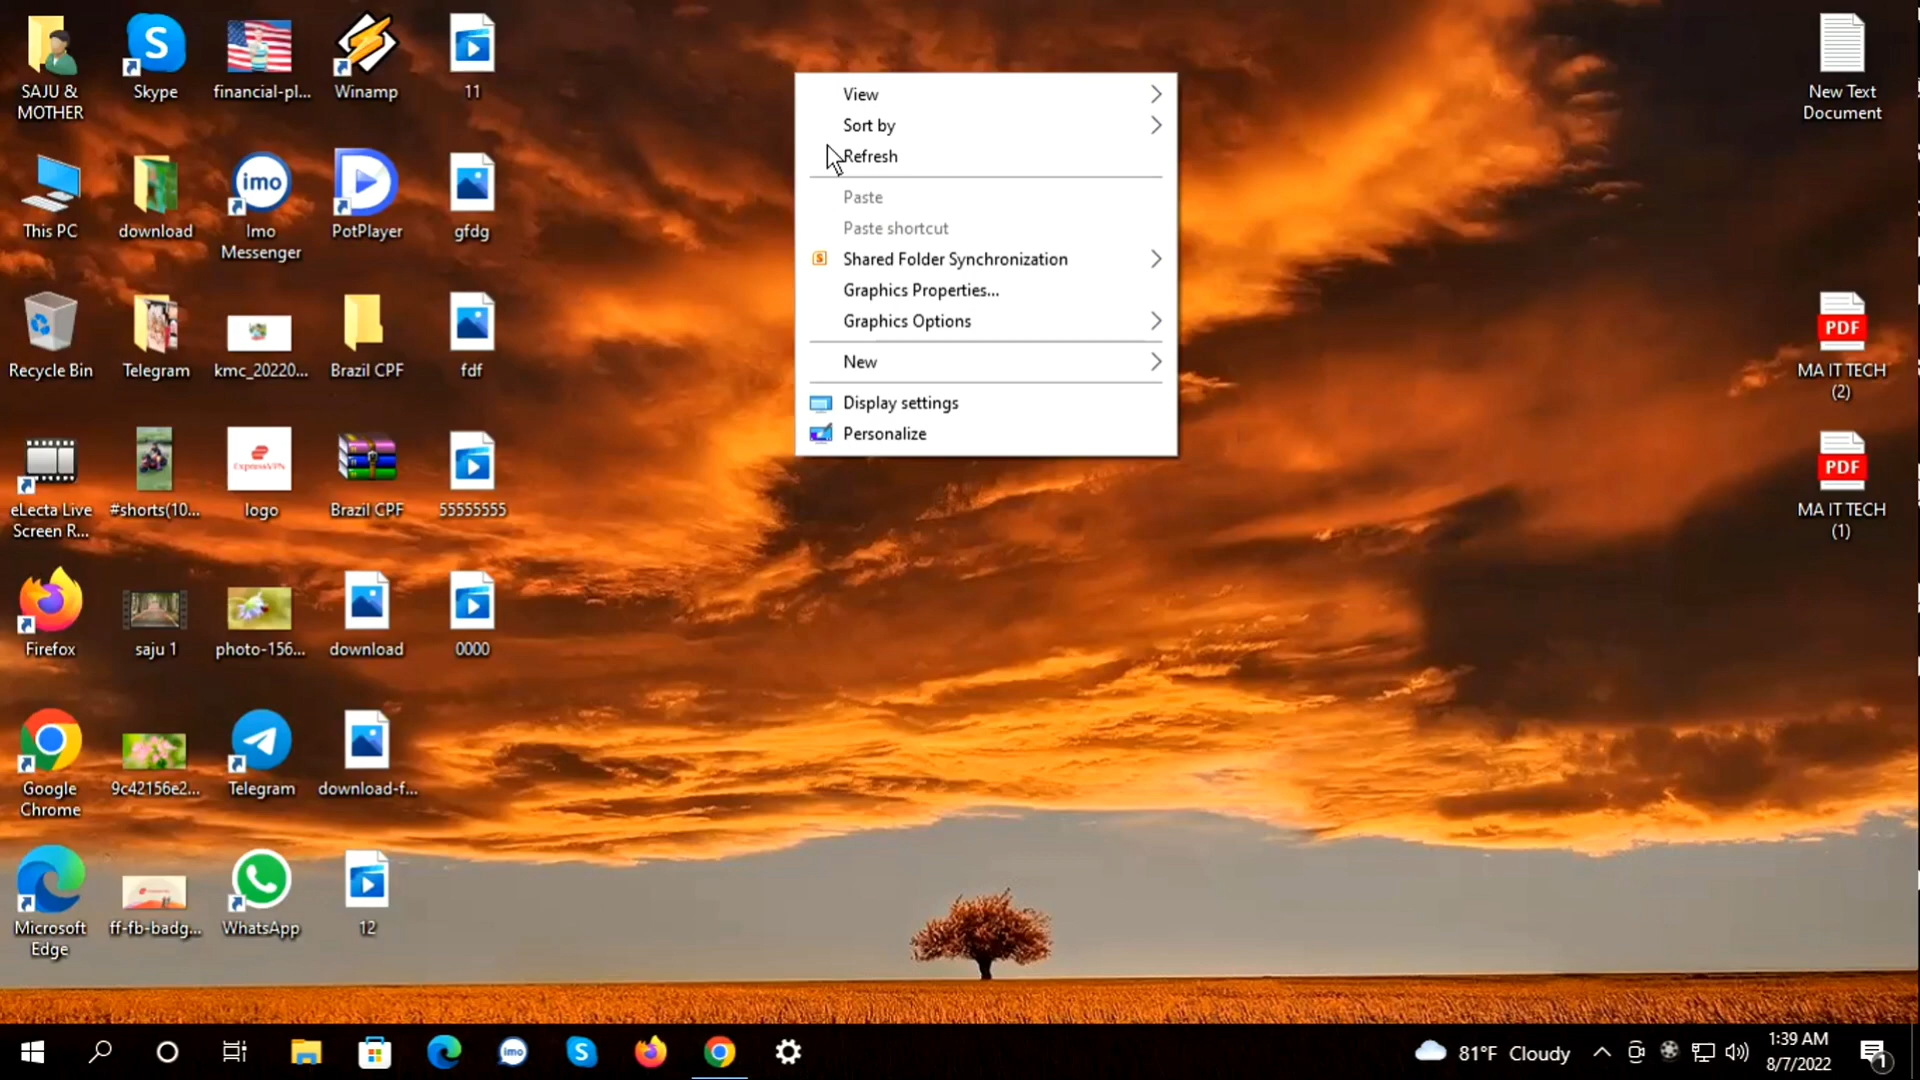 SAJU &
MOTHER
Skype
financial-pl...
Winamp
11
This PC
download
imo
Imo
Messenger
PotPlayer
gfdg
Recycle Bin
Telegram
kmc_20220...
Brazil CPF
fdf
eLecta Live
Screen R...
#shorts(10...
ExpressVPN
logo
Brazil CPF
55555555
Firefox
saju 1
photo-156...
download
0000
Google
Chrome
9c42156e2...
Telegram
download-f...
Microsoft
Edge
ff-fb-badg...
WhatsApp
12
View
Sort by
Refresh
Paste
Paste shortcut
S
Shared Folder Synchronization
Graphics Properties...
Graphics Options
New
Display settings
Personalize
New Text
Document
PDF
MA IT TECH
(2)
PDF
MA IT TECH
(1)
imo
81°F Cloudy
1:39 AM
8/7/2022
1